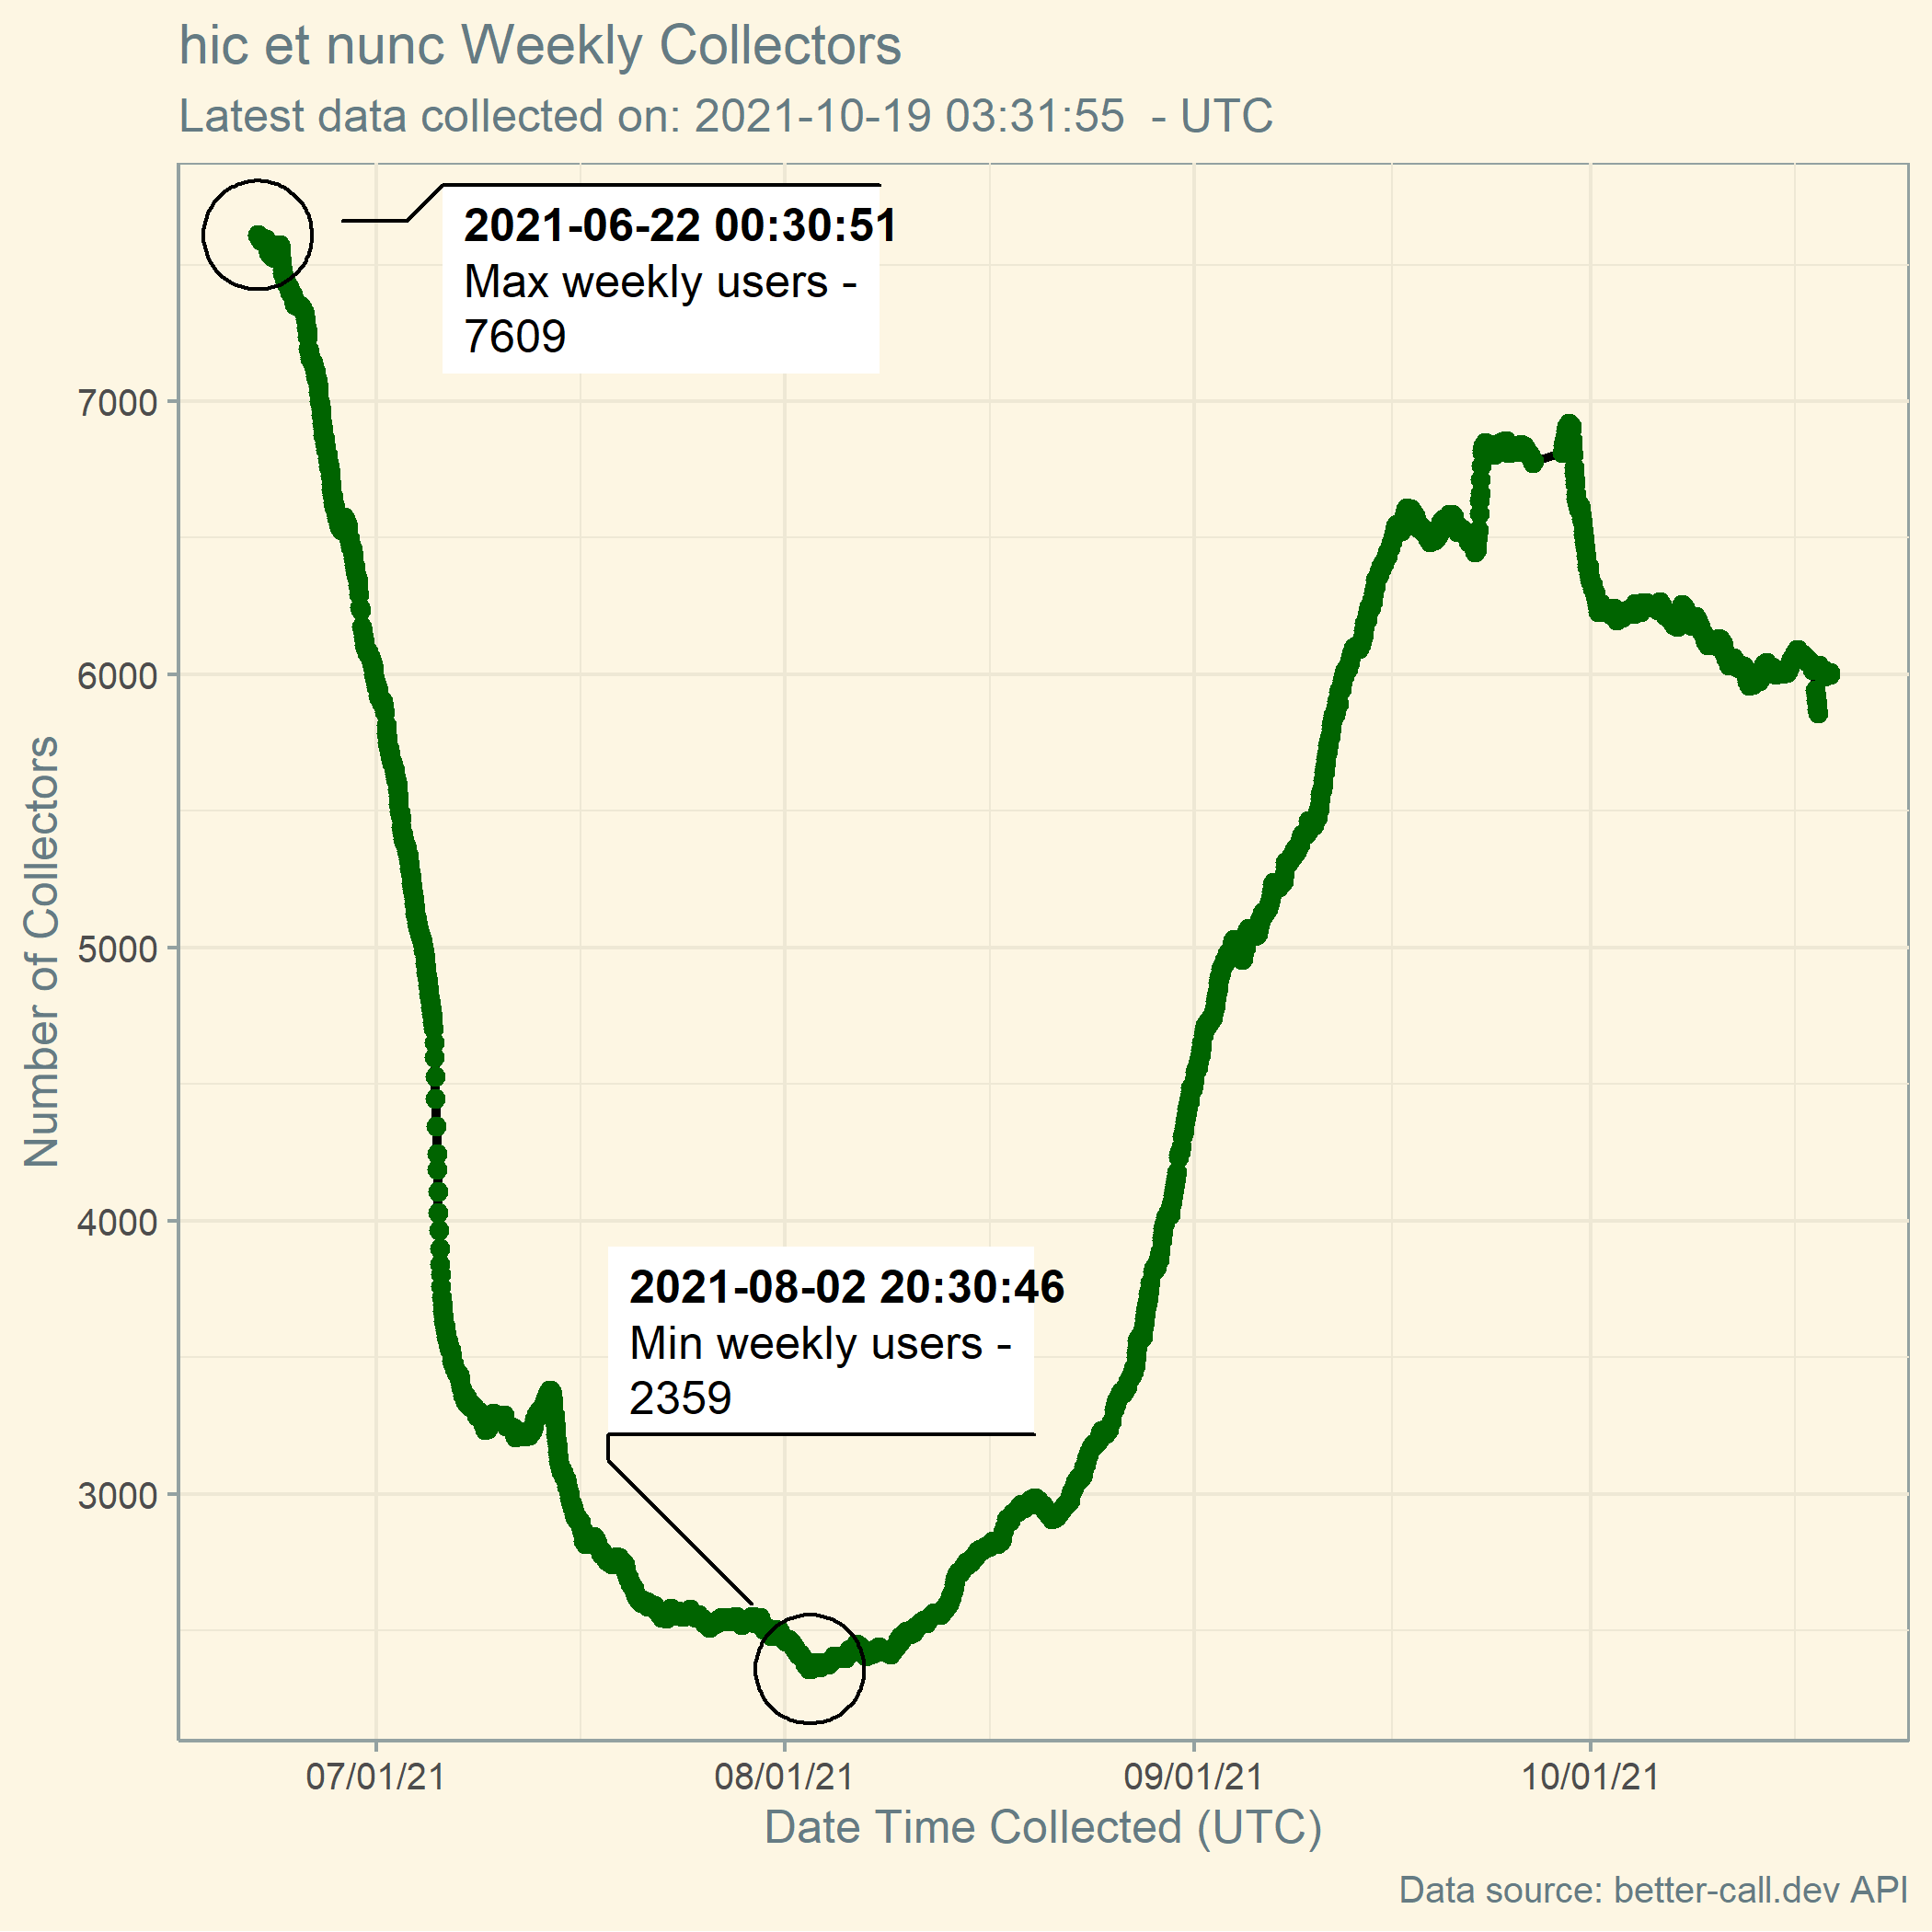 hic et nunc Weekly Collectors
Latest data collected on: 2021-10-19 03:31:55  - UTC
2021-06-22 00:30:51
Max weekly users -
7609
7000
6000
5000
4000
3000
Number of Collectors
2021-08-02 20:30:46
Min weekly users -
2359
07/01/21
08/01/21
09/01/21
10/01/21
Date Time Collected (UTC)
Data source: better-call.dev API